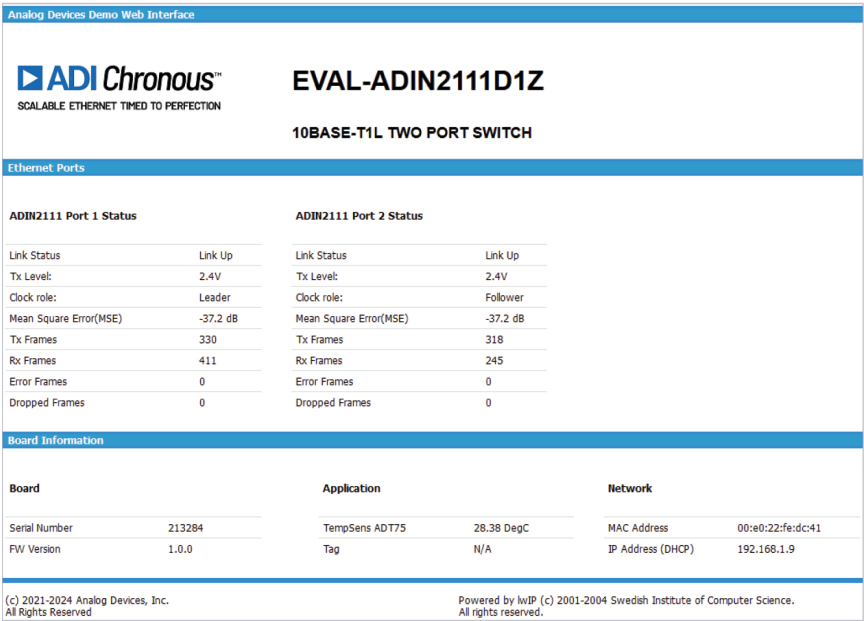 Analog Devices Demo Web Interface
ADI Chronous™
SCALABLE ETHERNET TIMED TO PERFECTION
EVAL-ADIN2111D1Z
10BASE-T1L TWO PORT SWITCH
Ethernet Ports
ADIN2111 Port 1 Status
Link Status Link Up
Tx Level: 2.4V
Clock role: Leader
Mean Square Error(MSE) -37.2 dB
Tx Frames 330
Rx Frames 411
Error Frames 0
Dropped Frames 0
ADIN2111 Port 2 Status
Link Status Link Up
Tx Level: 2.4V
Clock role: Follower
Mean Square Error(MSE) -37.2 dB
Tx Frames 318
Rx Frames 245
Error Frames 0
Dropped Frames 0
Board Information
Board
Serial Number 213284
FW Version 1.0.0
Application
TempSens ADT75 28.38 DegC
Tag N/A
Network
MAC Address 00:e0:22:fe:dc:41
IP Address (DHCP) 192.168.1.9
(c) 2021-2024 Analog Devices, Inc.
All Rights Reserved
Powered by lwIP (c) 2001-2004 Swedish Institute of Computer Science.
All rights reserved.